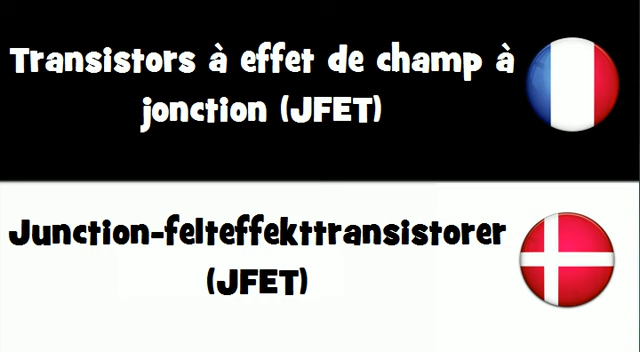 Transistors à effet de champ à
jonction (JFET)
Junction-felteffekttransistorer
(JFET)